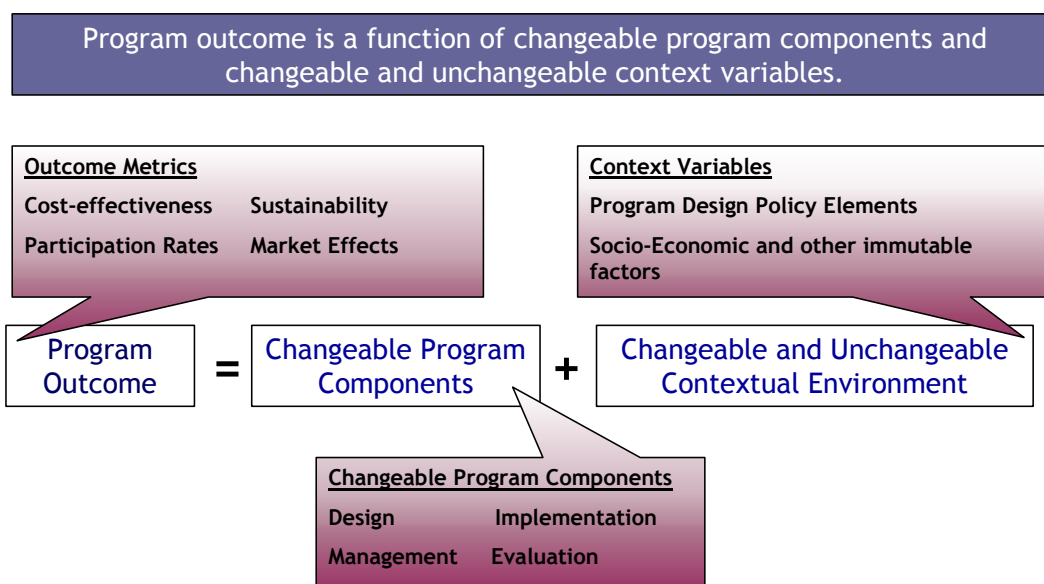 Program outcome is a function of changeable program components and
changeable and unchangeable context variables.
Outcome Metrics
Cost-effectiveness Sustainability
Participation Rates Market Effects
Context Variables
Program Design Policy Elements
Socio-Economic and other immutable
factors
Program
Outcome
=
Changeable Program
Components
+
Changeable and Unchangeable
Contextual Environment
Changeable Program Components
Design Implementation
Management Evaluation